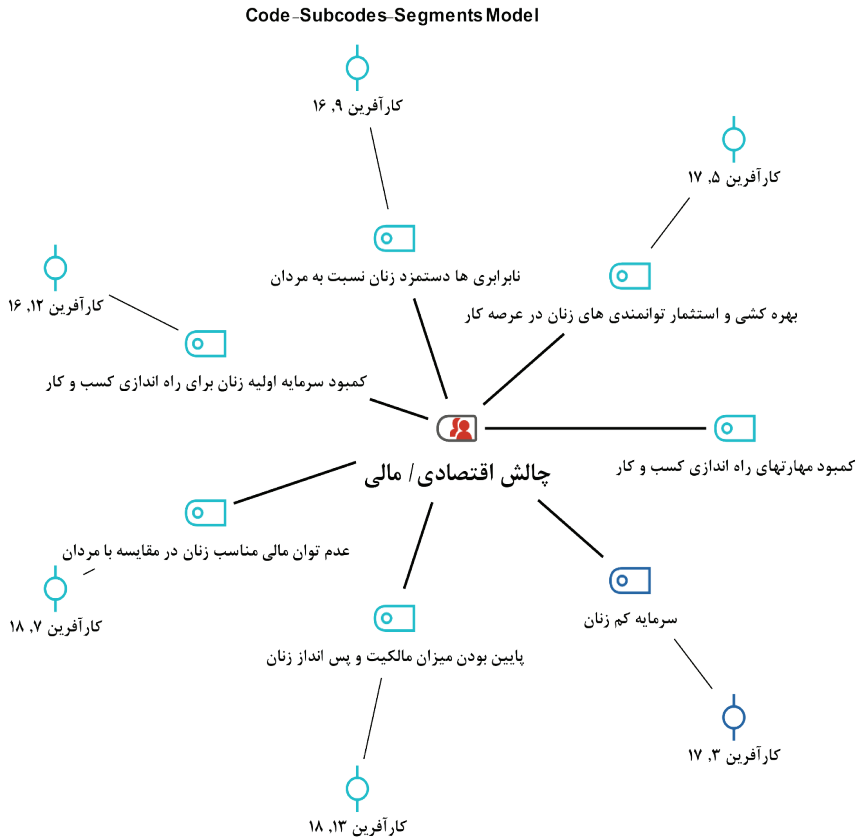 Code–Subcodes–Segments Model
کارآفرین ۹, ۱۶
کارآفرین ۵, ۱۷
نابرابری ها دستمزد زنان نسبت به مردان
کارآفرین ۱۲, ۱۶
بهره کشی و استثمار توانمندی های زنان در عرصه کار
کمبود سرمایه اولیه زنان برای راه اندازی کسب و کار
کمبود مهارتهای راه اندازی کسب و کار
چالش اقتصادی/ مالی
عدم توان مالی مناسب زنان در مقایسه با مردان
سرمایه کم زنان
کارآفرین ۷, ۱۸
پایین بودن میزان مالکیت و پس انداز زنان
کارآفرین ۳, ۱۷
کارآفرین ۱۳, ۱۸